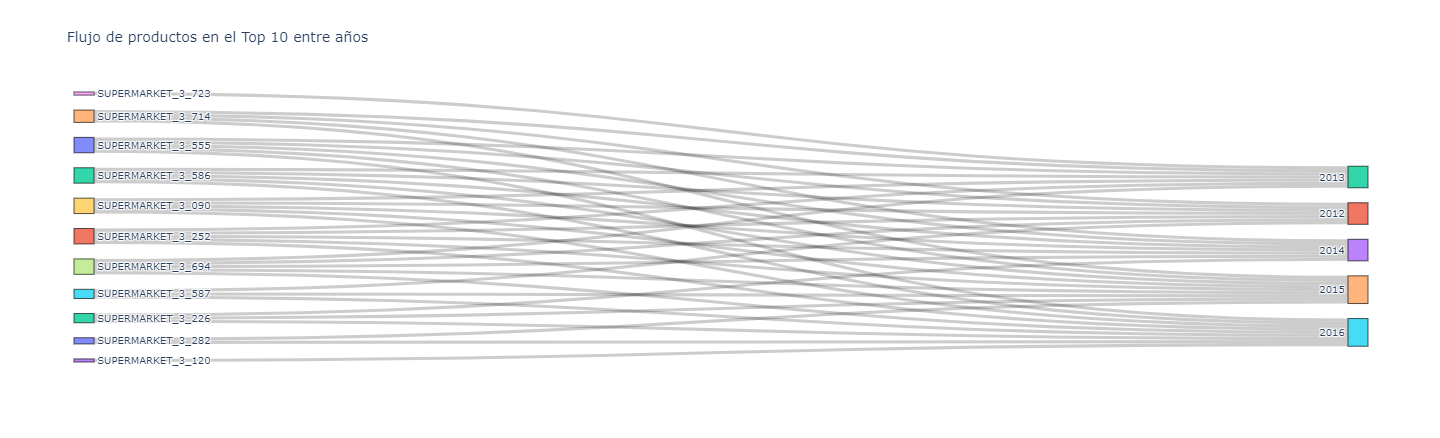 Flujo de productos en el Top 10 entre años
SUPERMARKET_3_723
SUPERMARKET_3_714
SUPERMARKET_3_555
SUPERMARKET_3_586
SUPERMARKET_3_090
SUPERMARKET_3_252
SUPERMARKET_3_694
SUPERMARKET_3_587
SUPERMARKET_3_226
SUPERMARKET_3_282
SUPERMARKET_3_120
2013
2012
2014
2015
2016